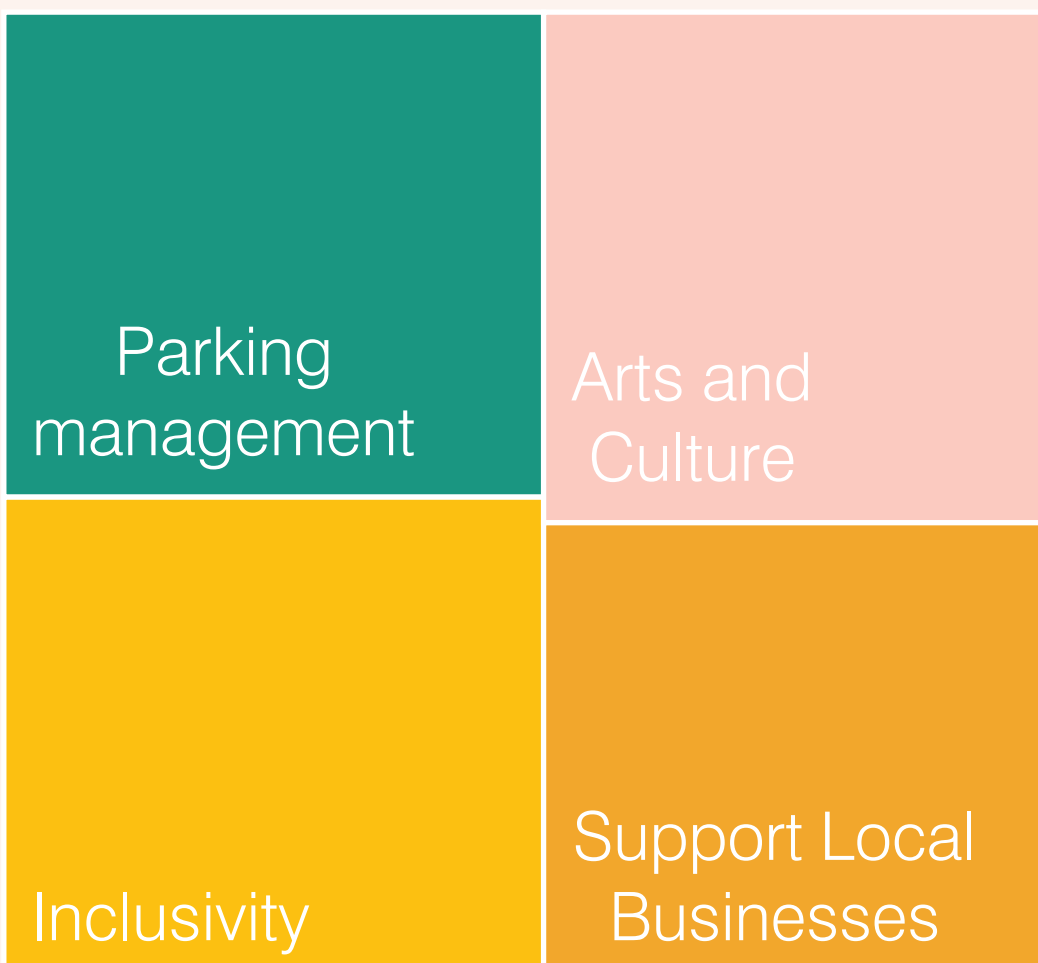 Parking
management
Arts and
Culture
Inclusivity
Support Local
Businesses